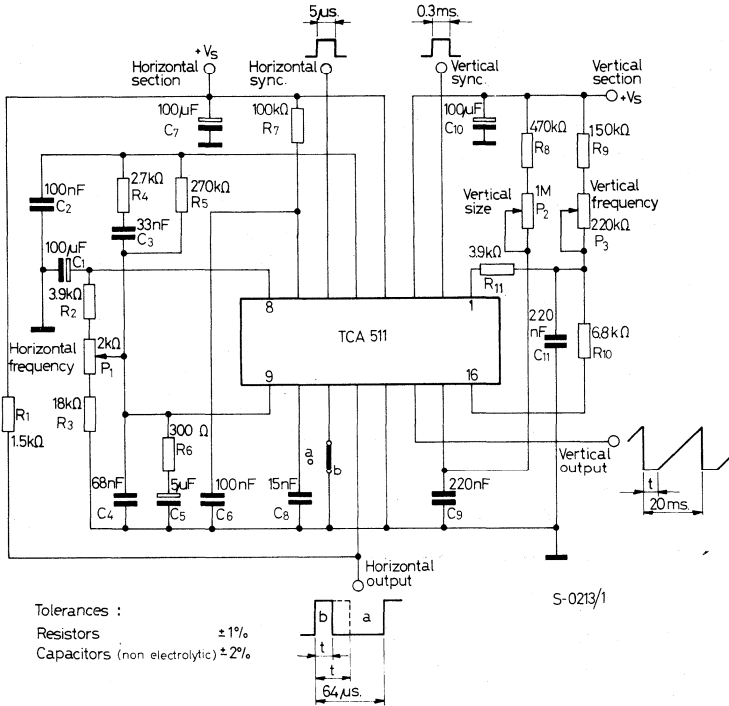 5µs.
0.3ms.
+Vs
Horizontal section
Horizontal sync.
Vertical sync.
Vertical section
+Vs
100µF
C7
100kΩ
R7
100µF
C10
470kΩ
R8
150kΩ
R9
100nF
C2
2.7kΩ
R4
270kΩ
R5
33nF
C3
Vertical size
1M
P2
Vertical frequency
220kΩ
P3
100µF
C1
3.9kΩ
R2
3.9kΩ
R11
8
1
TCA 511
9
16
220 nF
C11
6.8kΩ
R10
Horizontal frequency
2kΩ
P1
R1
1.5kΩ
18kΩ
R3
300 Ω
R6
a
b
68nF
C4
5µF
C5
100nF
C6
15nF
C8
220nF
C9
Vertical output
t
20ms.
Horizontal output
S-0213/1
b
a
t
t
64µs.
Tolerances :
Resistors ±1%
Capacitors (non electrolytic) ±2%